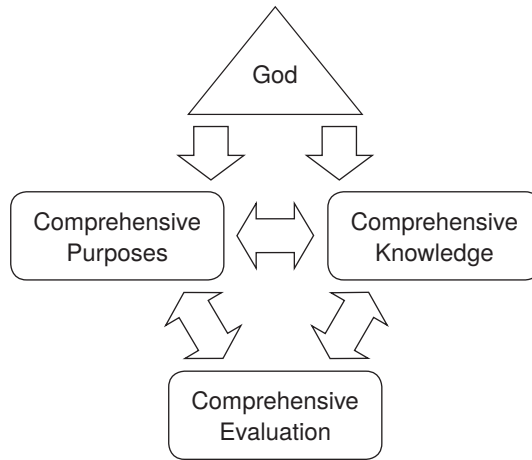 God
Comprehensive
Purposes
Comprehensive
Knowledge
Comprehensive
Evaluation